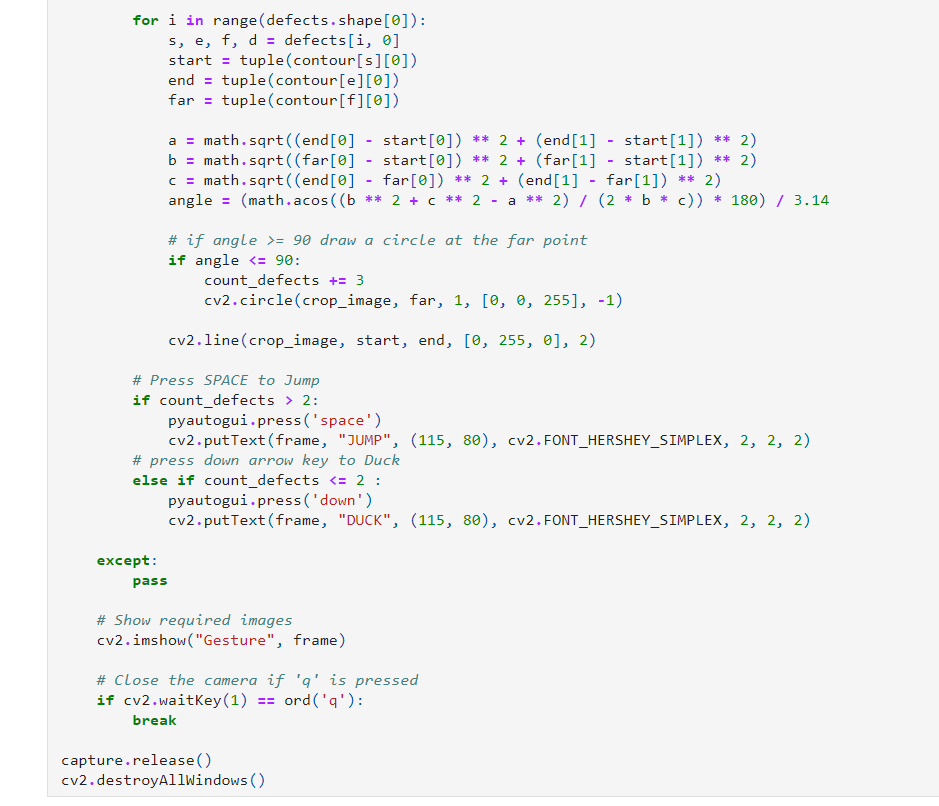 for i in range(defects.shape[0]):
s, e, f, d = defects[i, 0]
start = tuple(contour[s][0])
end = tuple(contour[e][0])
far = tuple(contour[f][0])
a = math.sqrt((end[0] - start[0]) ** 2 + (end[1] - start[1]) ** 2)
b = math.sqrt((far[0] - start[0]) ** 2 + (far[1] - start[1]) ** 2)
c = math.sqrt((end[0] - far[0]) ** 2 + (end[1] - far[1]) ** 2)
angle = (math.acos((b ** 2 + c ** 2 - a ** 2) / (2 * b * c)) * 180) / 3.14
# if angle >= 90 draw a circle at the far point
if angle <= 90:
count_defects += 3
cv2.circle(crop_image, far, 1, [0, 0, 255], -1)
cv2.line(crop_image, start, end, [0, 255, 0], 2)
# Press SPACE to Jump
if count_defects > 2:
pyautogui.press('space')
cv2.putText(frame, "JUMP", (115, 80), cv2.FONT_HERSHEY_SIMPLEX, 2, 2, 2)
# press down arrow key to Duck
else if count_defects <= 2 :
pyautogui.press('down')
cv2.putText(frame, "DUCK", (115, 80), cv2.FONT_HERSHEY_SIMPLEX, 2, 2, 2)
except:
pass
# Show required images
cv2.imshow("Gesture", frame)
# Close the camera if 'q' is pressed
if cv2.waitKey(1) == ord('q'):
break
capture.release()
cv2.destroyAllWindows()